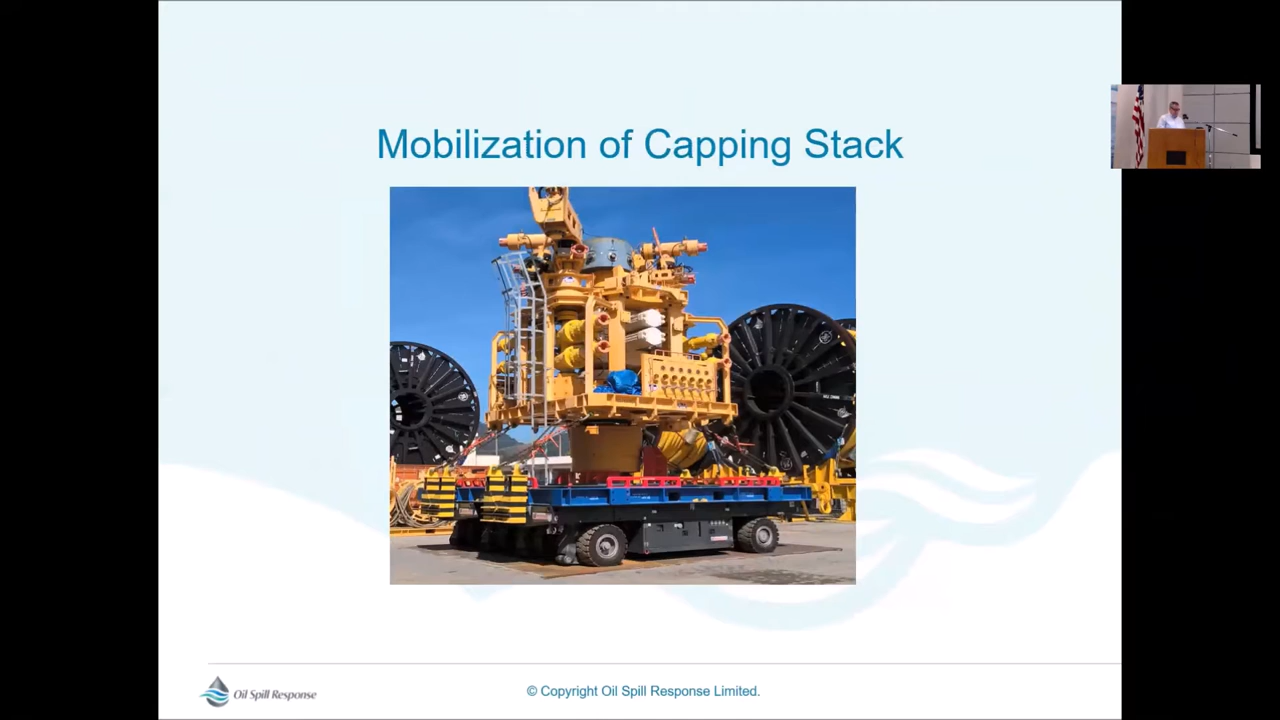 Mobilization of Capping Stack
Oil Spill Response
© Copyright Oil Spill Response Limited.